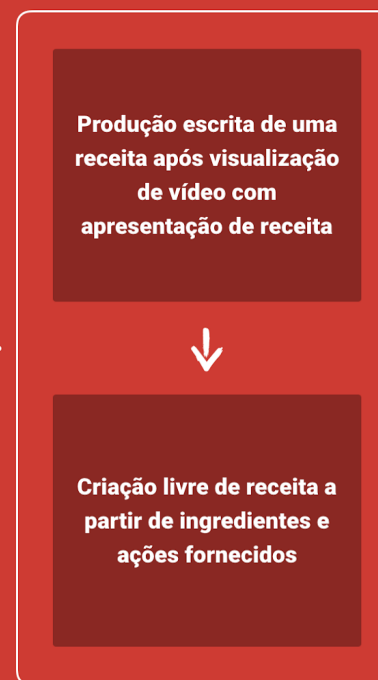 Produção escrita de uma
receita após visualização
de vídeo com
apresentação de receita
Criação livre de receita a
partir de ingredientes e
ações fornecidos